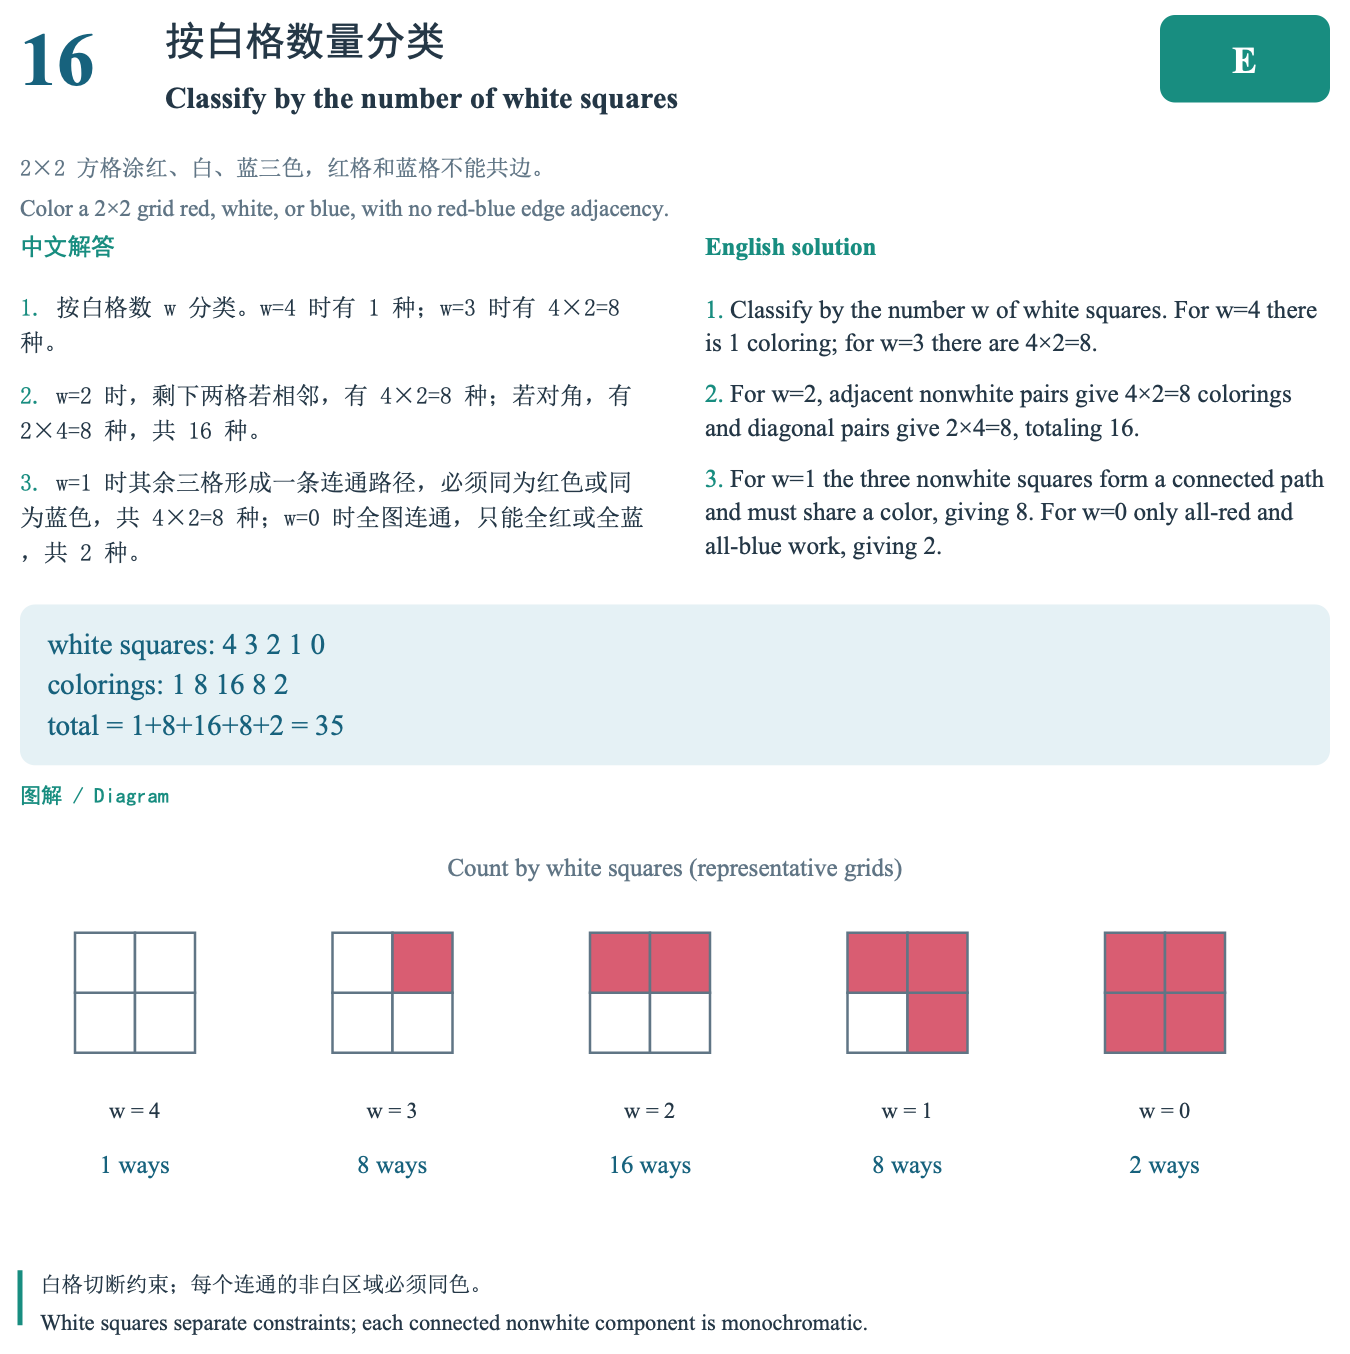 16
按白格数量分类
Classify by the number of white squares
E
2×2 方格涂红、白、蓝三色，红格和蓝格不能共边。
Color a 2×2 grid red, white, or blue, with no red-blue edge adjacency.
中文解答
1. 按白格数 w 分类。w=4 时有 1 种；w=3 时有 4×2=8
种。
2. w=2 时，剩下两格若相邻，有 4×2=8 种；若对角，有
2×4=8 种，共 16 种。
3. w=1 时其余三格形成一条连通路径，必须同为红色或同
为蓝色，共 4×2=8 种；w=0 时全图连通，只能全红或全蓝
，共 2 种。
English solution
1. Classify by the number w of white squares. For w=4 there
is 1 coloring; for w=3 there are 4×2=8.
2. For w=2, adjacent nonwhite pairs give 4×2=8 colorings
and diagonal pairs give 2×4=8, totaling 16.
3. For w=1 the three nonwhite squares form a connected path
and must share a color, giving 8. For w=0 only all-red and
all-blue work, giving 2.
white squares: 4 3 2 1 0
colorings: 1 8 16 8 2
total = 1+8+16+8+2 = 35
图解 / Diagram
Count by white squares (representative grids)
w = 4
w = 3
w = 2
w = 1
w = 0
1 ways
8 ways
16 ways
8 ways
2 ways
白格切断约束；每个连通的非白区域必须同色。
White squares separate constraints; each connected nonwhite component is monochromatic.